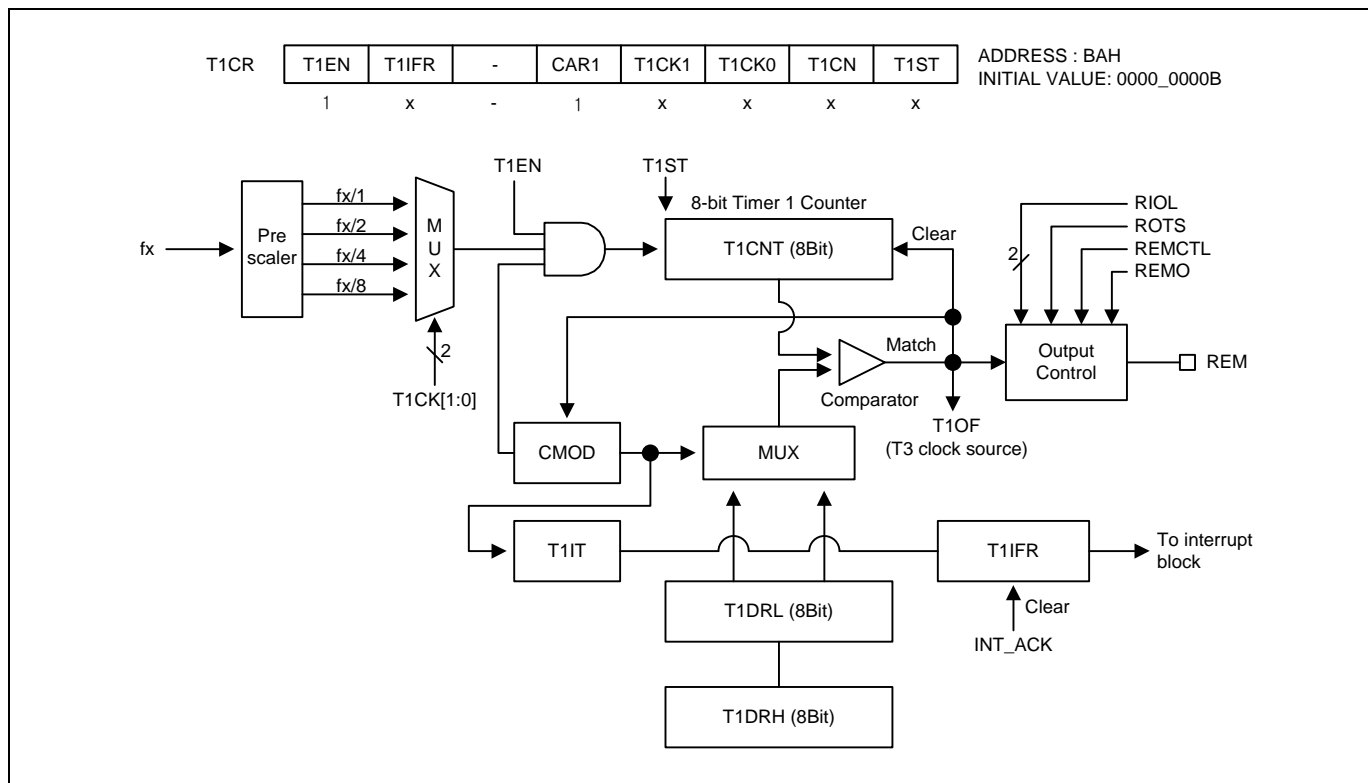 T1CR T1EN T1IFR - CAR1 T1CK1 T1CK0 T1CN T1ST ADDRESS : BAH
INITIAL VALUE: 0000_0000B
1 x - 1 x x x x
T1EN T1ST
8-bit Timer 1 Counter
fx
Pre
scaler
fx/1
fx/2
fx/4
fx/8
M
U
X
2
T1CK[1:0]
T1CNT (8Bit)
Clear
2
RIOL
ROTS
REMCTL
REMO
Match
Comparator
Output
Control
REM
T1OF
(T3 clock source)
CMOD
MUX
T1IT
T1IFR
To interrupt
block
Clear
INT_ACK
T1DRL (8Bit)
T1DRH (8Bit)